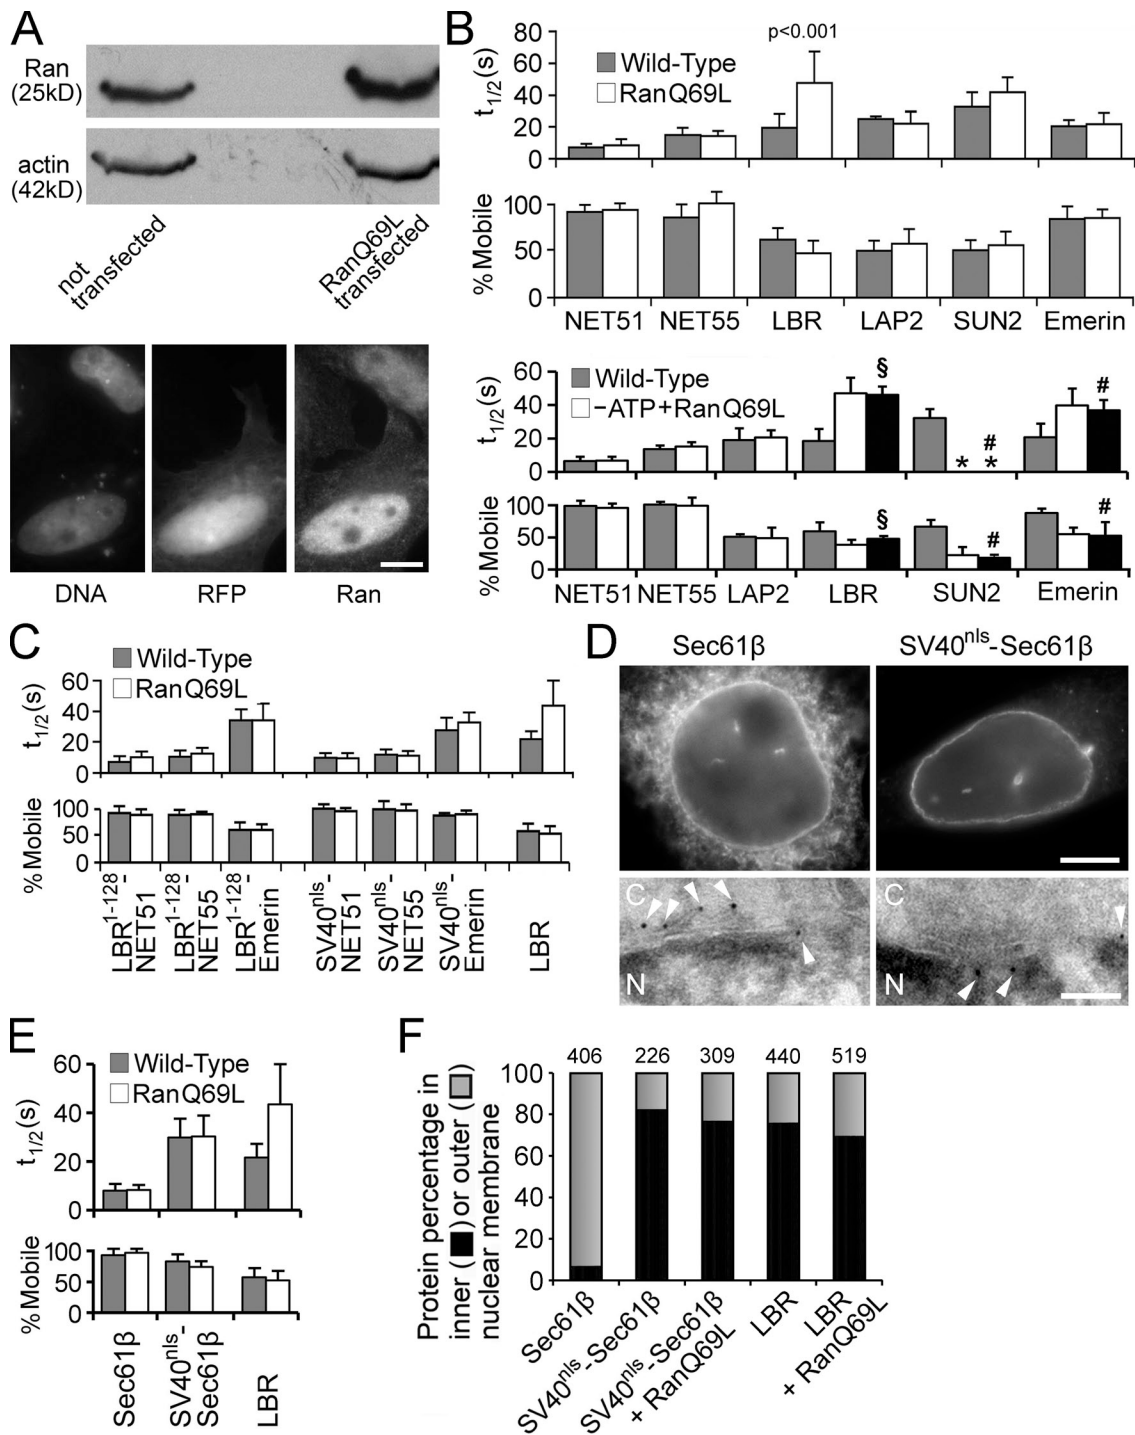 A
Ran
(25kD)
actin
(42kD)
not
transfected
RanQ69L
transfected
DNA
RFP
Ran
B
t1/2(s)
80
60
40
20
0
Wild-Type
RanQ69L
p<0.001
% Mobile
100
50
0
NET51 NET55 LBR LAP2 SUN2 Emerin
t1/2(s)
60
40
20
0
Wild-Type
−ATP+RanQ69L
§
#
* *
#
% Mobile
100
50
0
§
#
#
NET51 NET55 LAP2 LBR SUN2 Emerin
C
Wild-Type
RanQ69L
t1/2(s)
60
40
20
0
% Mobile
100
50
0
LBR1-128-
NET51
LBR1-128-
NET55
LBR1-128-
Emerin
SV40nls-
NET51
SV40nls-
NET55
SV40nls-
Emerin
LBR
D
Sec61β
SV40nls-Sec61β
C
N
C
N
E
Wild-Type
RanQ69L
t1/2(s)
60
40
20
0
% Mobile
100
50
0
Sec61β
SV40nls-
Sec61β
LBR
F
Protein percentage in
inner ( ) or outer ( )
nuclear membrane
406 226 309 440 519
100
80
60
40
20
0
Sec61β
SV40nls-Sec61β
SV40nls-Sec61β
+ RanQ69L
LBR
LBR
+ RanQ69L